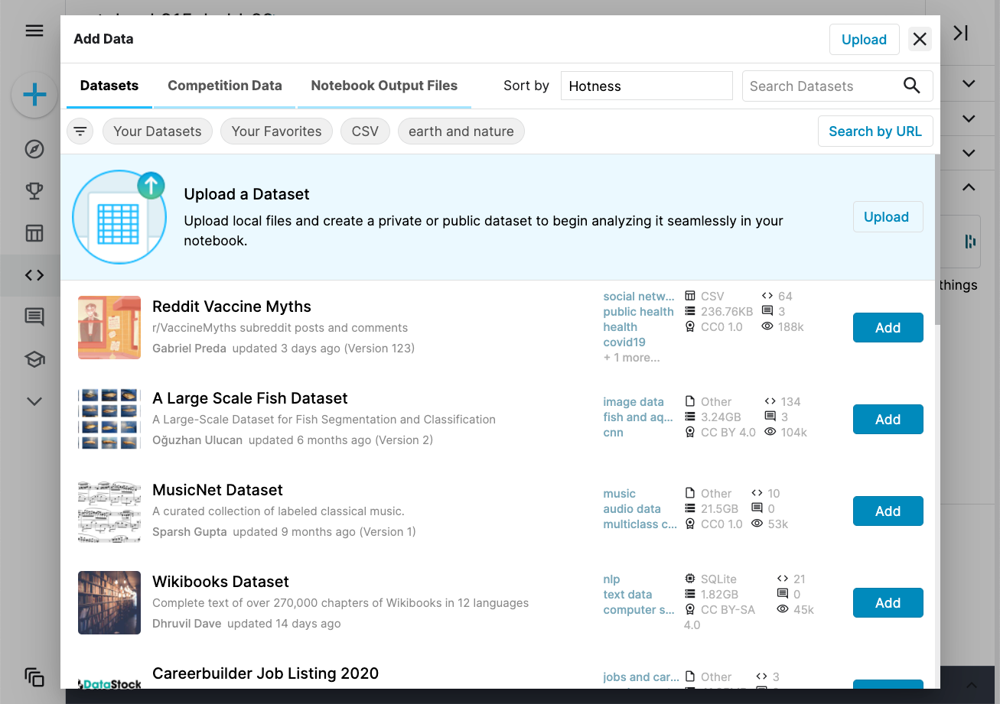 Add Data
Upload
Datasets
Competition Data
Notebook Output Files
Sort by
Hotness
Search Datasets
Your Datasets
Your Favorites
CSV
earth and nature
Search by URL
Upload a Dataset
Upload local files and create a private or public dataset to begin analyzing it seamlessly in your
notebook.
Upload
things
Reddit Vaccine Myths
r/VaccineMyths subreddit posts and comments
Gabriel Preda updated 3 days ago (Version 123)
social netw...
public health
health
covid19
+ 1 more...
CSV
236.76KB
CC0 1.0
64
3
188k
Add
A Large Scale Fish Dataset
A Large-Scale Dataset for Fish Segmentation and Classification
Oğuzhan Ulucan updated 6 months ago (Version 2)
image data
fish and aq...
cnn
Other
3.24GB
CC BY 4.0
134
3
104k
Add
MusicNet Dataset
A curated collection of labeled classical music.
Sparsh Gupta updated 9 months ago (Version 1)
music
audio data
multiclass c...
Other
21.5GB
CC0 1.0
10
0
53k
Add
Wikibooks Dataset
Complete text of over 270,000 chapters of Wikibooks in 12 languages
Dhruvil Dave updated 14 days ago
nlp
text data
computer s...
SQLite
1.82GB
CC BY-SA
4.0
21
0
45k
Add
DataStock
Careerbuilder Job Listing 2020
jobs and car...
Other
3